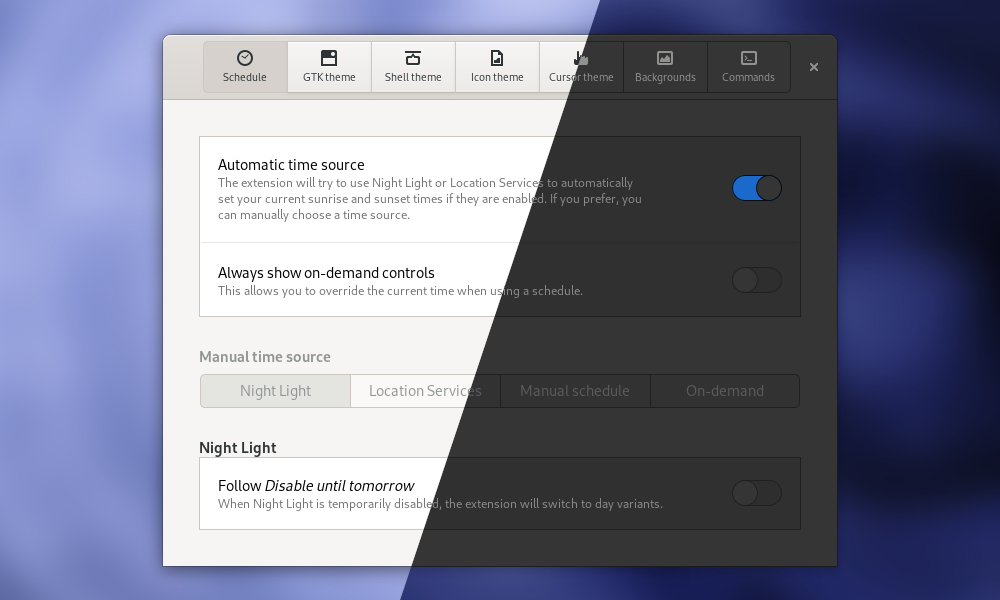 Schedule
GTK theme
Shell theme
Icon theme
Cursor theme
Backgrounds
Commands
Automatic time source
The extension will try to use Night Light or Location Services to automatically
set your current sunrise and sunset times if they are enabled. If you prefer, you
can manually choose a time source.
Always show on-demand controls
This allows you to override the current time when using a schedule.
Manual time source
Night Light
Location Services
Manual schedule
On-demand
Night Light
Follow Disable until tomorrow
When Night Light is temporarily disabled, the extension will switch to day variants.